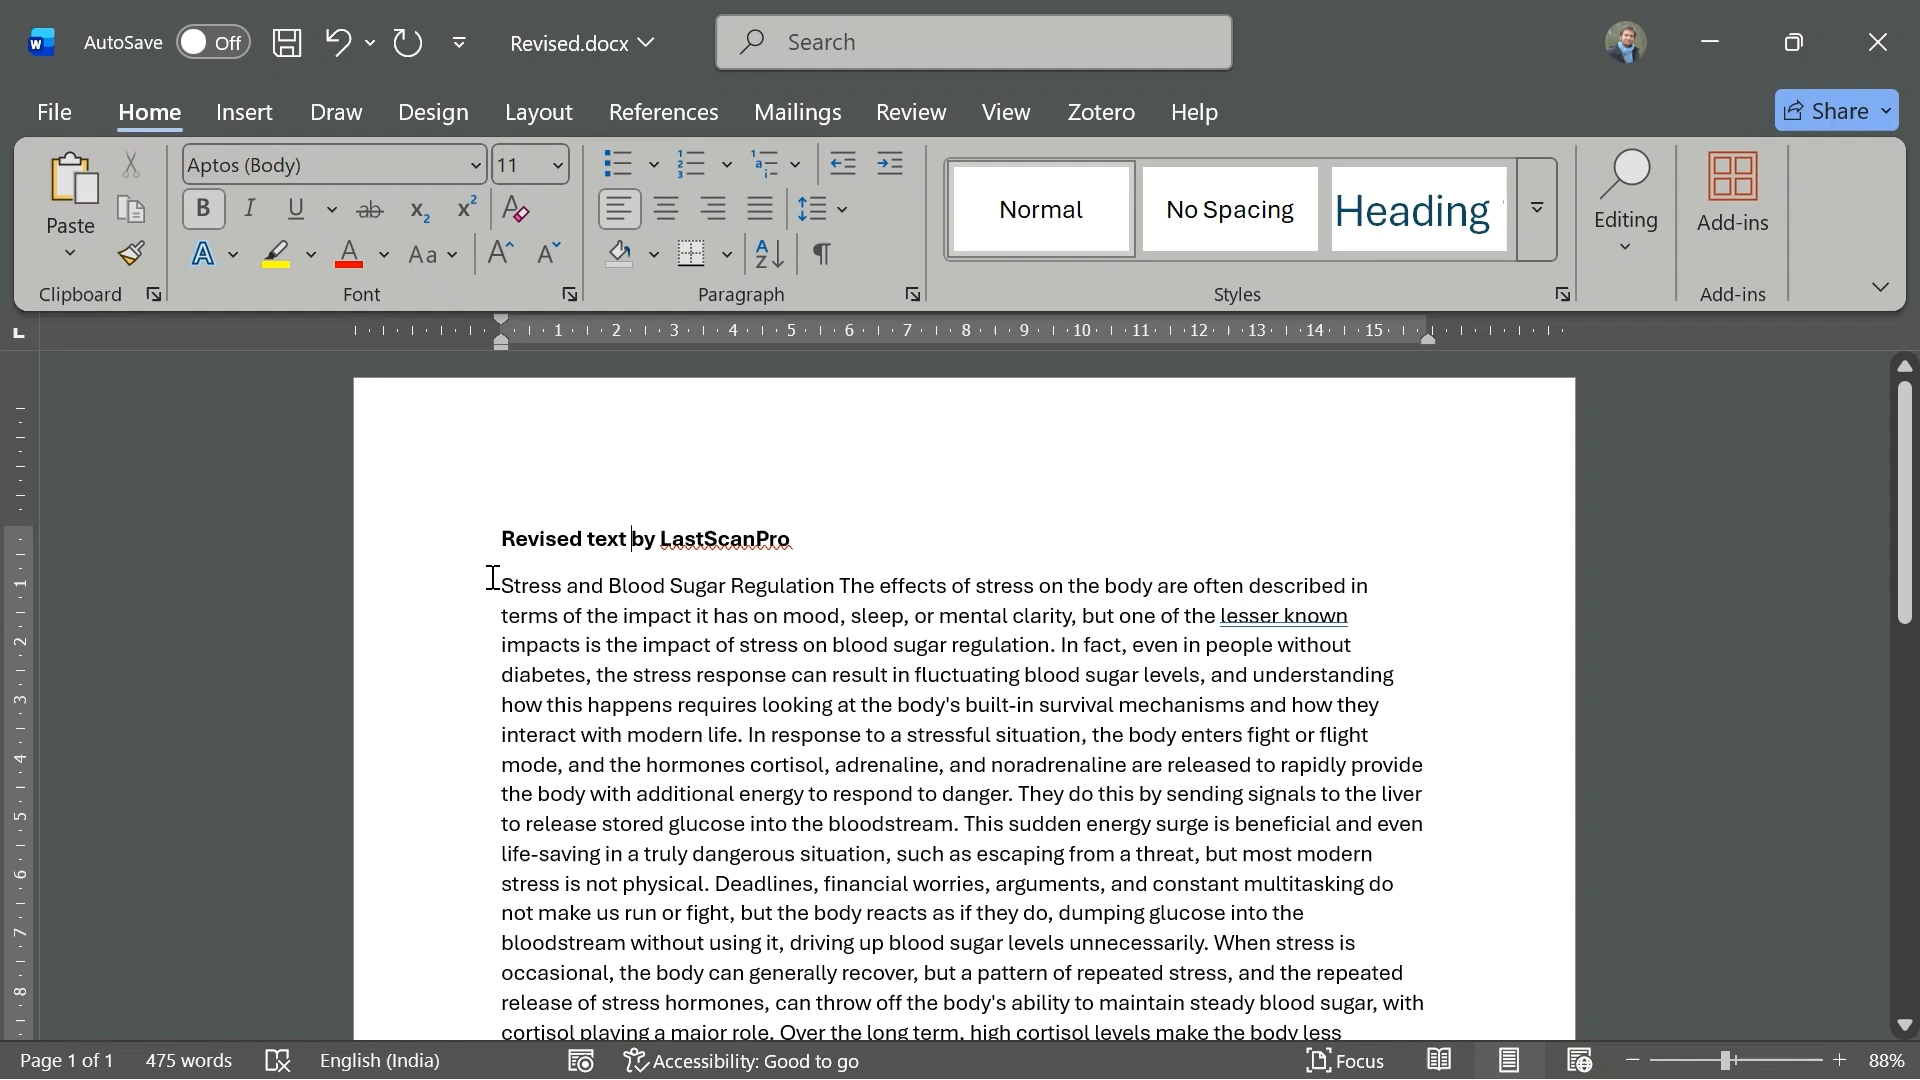 AutoSave Off Revised.docx Search
File Home Insert Draw Design Layout References Mailings Review View Zotero Help Share
Paste
Aptos (Body) 11
Normal No Spacing Heading
Editing
Add-ins
Clipboard Font Paragraph Styles Add-ins
1 2 3 4 5 6 7 8 9 10 11 12 13 14 15
Revised text by LastScanPro
Stress and Blood Sugar Regulation The effects of stress on the body are often described in
terms of the impact it has on mood, sleep, or mental clarity, but one of the lesser known
impacts is the impact of stress on blood sugar regulation. In fact, even in people without
diabetes, the stress response can result in fluctuating blood sugar levels, and understanding
how this happens requires looking at the body's built-in survival mechanisms and how they
interact with modern life. In response to a stressful situation, the body enters fight or flight
mode, and the hormones cortisol, adrenaline, and noradrenaline are released to rapidly provide
the body with additional energy to respond to danger. They do this by sending signals to the liver
to release stored glucose into the bloodstream. This sudden energy surge is beneficial and even
life-saving in a truly dangerous situation, such as escaping from a threat, but most modern
stress is not physical. Deadlines, financial worries, arguments, and constant multitasking do
not make us run or fight, but the body reacts as if they do, dumping glucose into the
bloodstream without using it, driving up blood sugar levels unnecessarily. When stress is
occasional, the body can generally recover, but a pattern of repeated stress, and the repeated
release of stress hormones, can throw off the body's ability to maintain steady blood sugar, with
cortisol playing a major role. Over the long term, high cortisol levels make the body less
Page 1 of 1 475 words English (India) Accessibility: Good to go Focus 88%